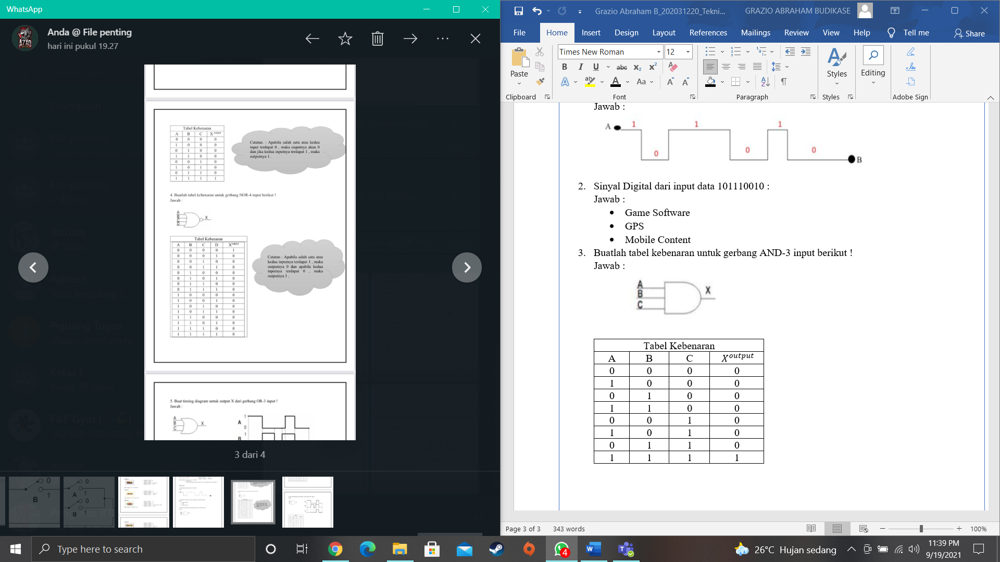 WhatsApp
Anda @ File penting
hari ini pukul 19.27
Tabel Kebenaran
A B C X output
0 0 0 0
1 0 0 0
0 1 0 0
1 1 0 0
0 0 1 0
1 0 1 0
0 1 1 0
1 1 1 1
Catatan. : Apabila salah satu atau kedua
input terdapat 0 , maka ouputnya akan 0
dan jika kedua inputnya terdapat 1 , maka
outputnya 1 .
4. Buatlah tabel kebenaran untuk gerbang NOR-4 input berikut !
Jawab :
A
B
C
D
X
Tabel Kebenaran
A B C D X output
0 0 0 0 1
0 0 0 1 0
0 0 1 0 0
0 0 1 1 0
0 1 0 0 0
0 1 0 1 0
0 1 1 0 0
0 1 1 1 0
1 0 0 0 0
1 0 0 1 0
1 0 1 0 0
1 0 1 1 0
1 1 0 0 0
1 1 0 1 0
1 1 1 0 0
1 1 1 1 0
Catatan : Apabila salah satu atau
kedua inputnya terdapat 1 , maka
outputnya 0 dan apabila kedua
inputnya terdapat 0 , maka
outputnya 1 .
5. Buat timing diagram untuk output X dari gerbang OR-3 input !
Jawab :
A
B
C
X
A 1
0
B 1
3 dari 4
0
B 1
0
A 1
0
B 1
Grazio Abraham B_202031220_Tekni...
GRAZIO ABRAHAM BUDIKASE
File Home Insert Design Layout References Mailings Review View Help Tell me Share
Paste
Times New Roman 12
Styles
Editing
Clipboard Font Paragraph Styles Adobe Sign
Jawab :
A 1 0 1 0 1 0 B
2. Sinyal Digital dari input data 101110010 :
Jawab :
• Game Software
• GPS
• Mobile Content
3. Buatlah tabel kebenaran untuk gerbang AND-3 input berikut !
Jawab :
A
B
C
X
Tabel Kebenaran
A B C X output
0 0 0 0
1 0 0 0
0 1 0 0
1 1 0 0
0 0 1 0
1 0 1 0
0 1 1 0
1 1 1 1
Page 3 of 3 343 words
100%
Type here to search
4
26°C Hujan sedang
11:39 PM
9/19/2021